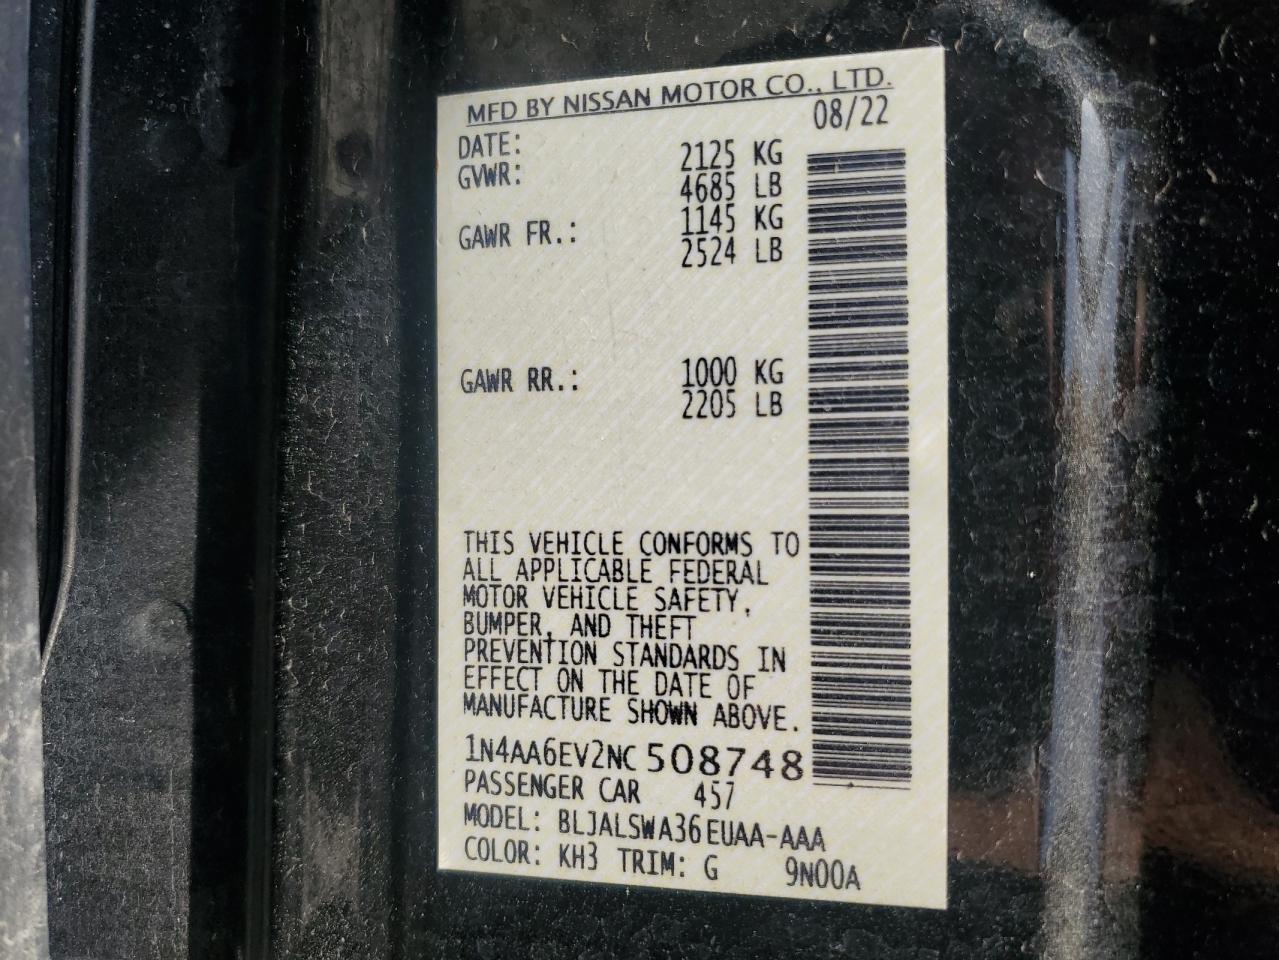 MFD BY NISSAN MOTOR CO., LTD.
DATE: 08/22
GVWR: 2125 KG
4685 LB
GAWR FR.: 1145 KG
2524 LB
GAWR RR.: 1000 KG
2205 LB
THIS VEHICLE CONFORMS TO
ALL APPLICABLE FEDERAL
MOTOR VEHICLE SAFETY,
BUMPER, AND THEFT
PREVENTION STANDARDS IN
EFFECT ON THE DATE OF
MANUFACTURE SHOWN ABOVE.
1N4AA6EV2NC508748
PASSENGER CAR 457
MODEL: BLJALSWA36EUAA-AAA
COLOR: KH3 TRIM: G 9N00A